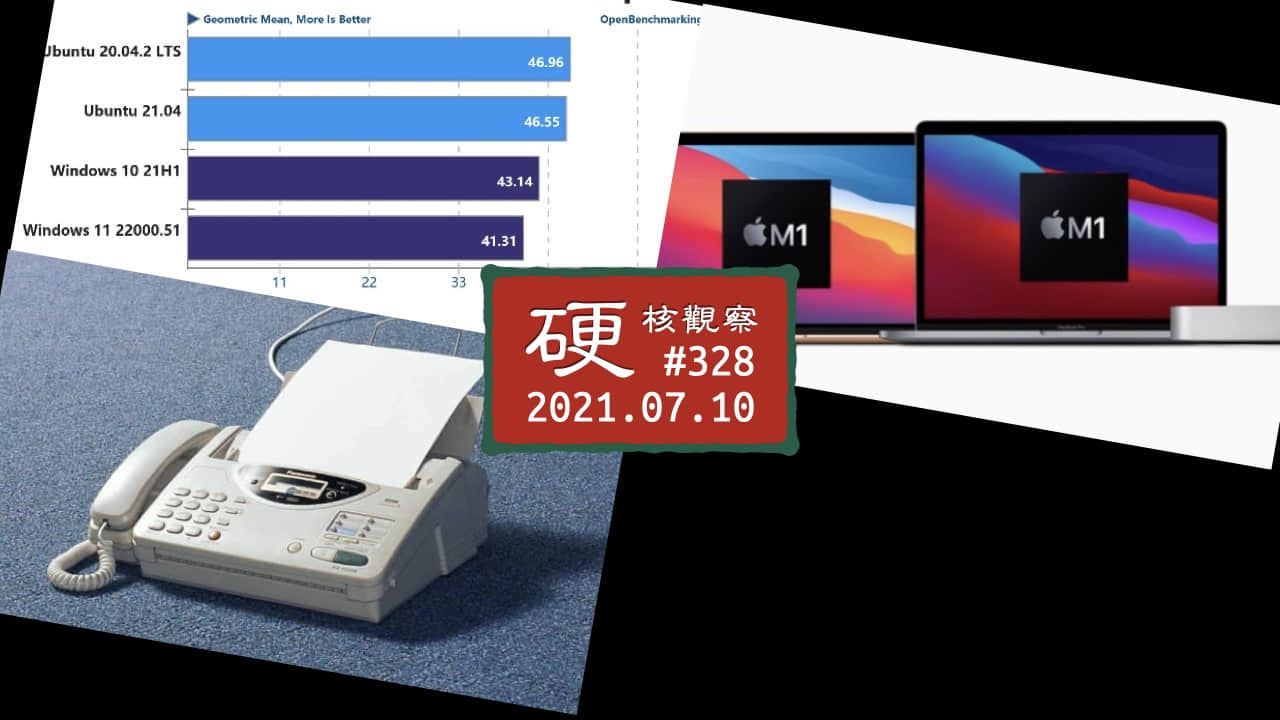 Geometric Mean, More Is Better
OpenBenchmarking
Ubuntu 20.04.2 LTS
46.96
Ubuntu 21.04
46.55
Windows 10 21H1
43.14
Windows 11 22000.51
41.31
11
22
33
M1
M1
硬核觀察
#328
2021.07.10
Panasonic